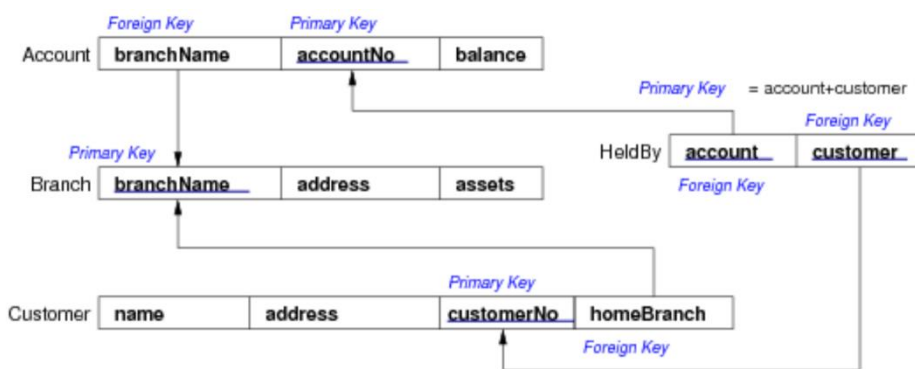 Foreign Key Primary Key
Account branchName accountNo balance
Primary Key = account+customer
Foreign Key
Primary Key
HeldBy account customer
Branch branchName address assets
Foreign Key
Primary Key
Customer name address customerNo homeBranch
Foreign Key